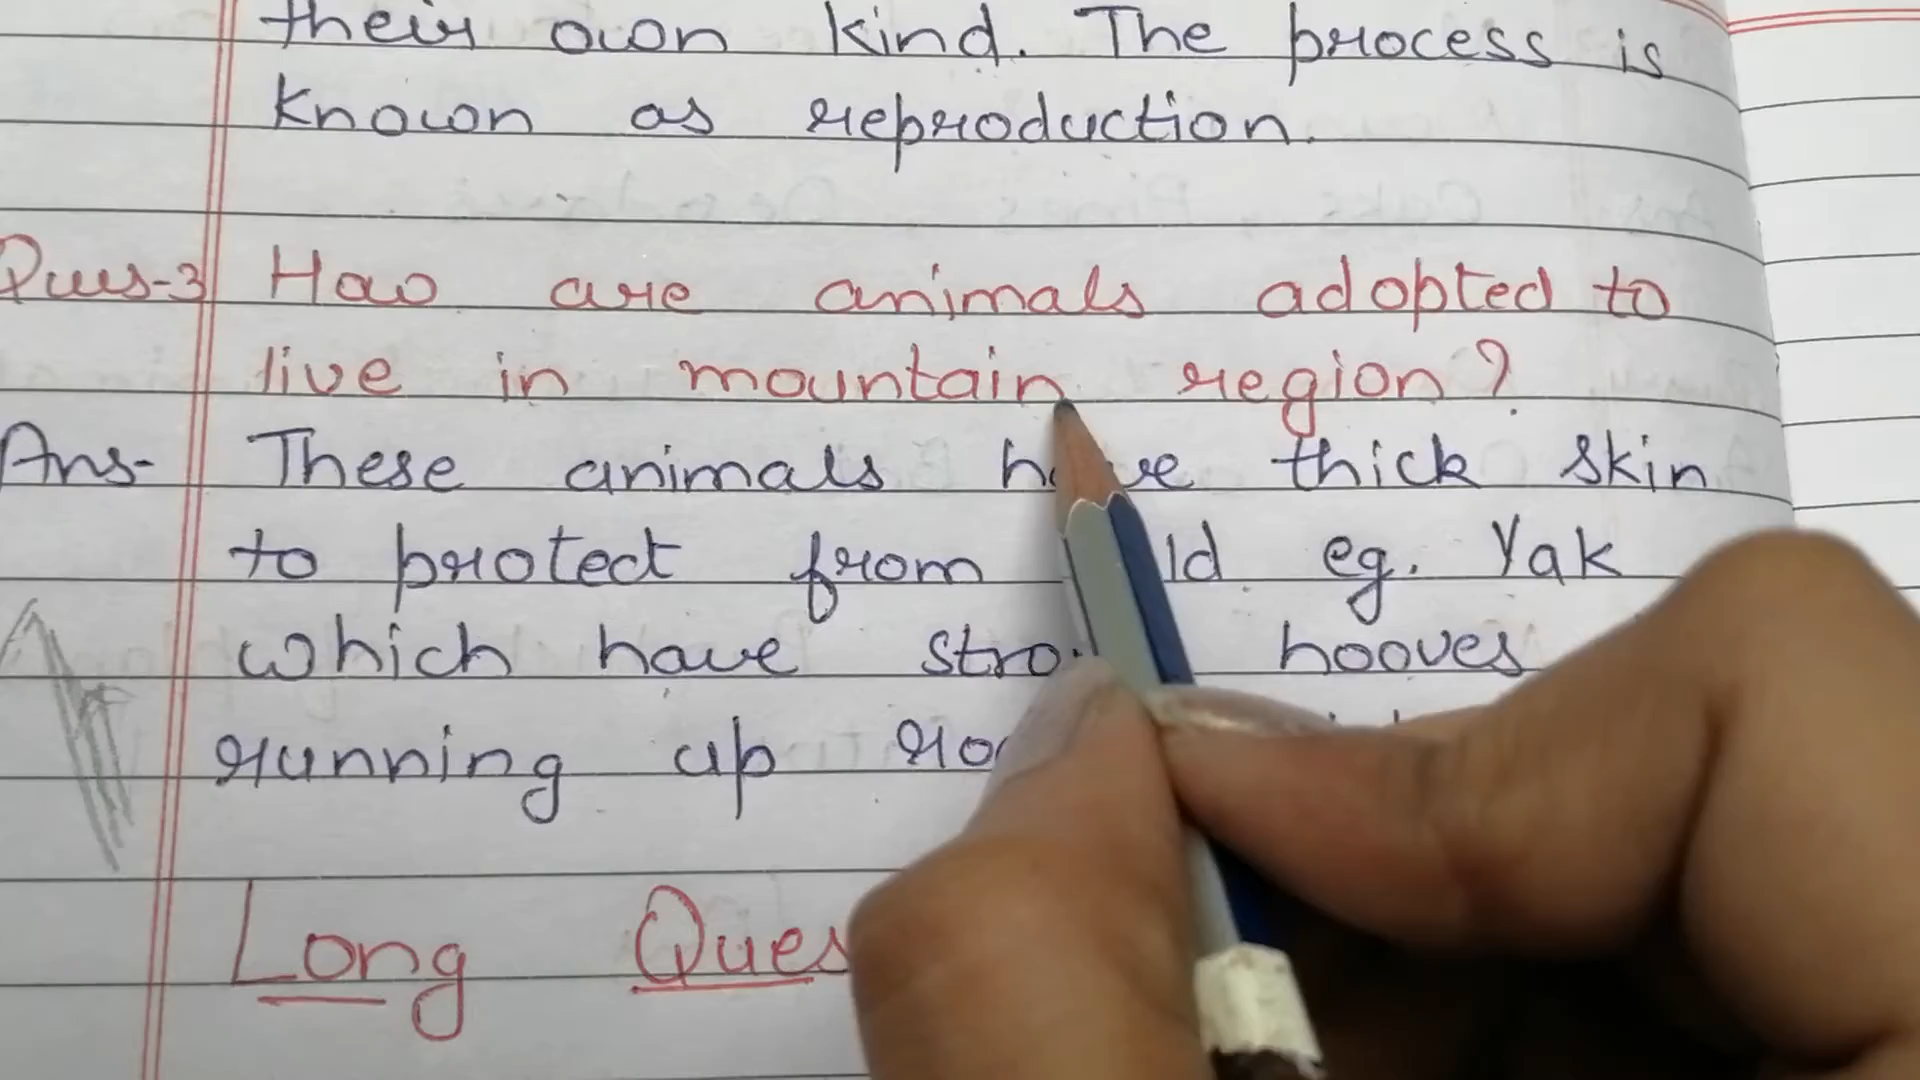 their own kind. The process is
known as reproduction.
Ques-3 How are animals adopted to
live in mountain region?
Ans- These animals have thick skin
to protect from eg. Yak
which have hooves
running up
Long